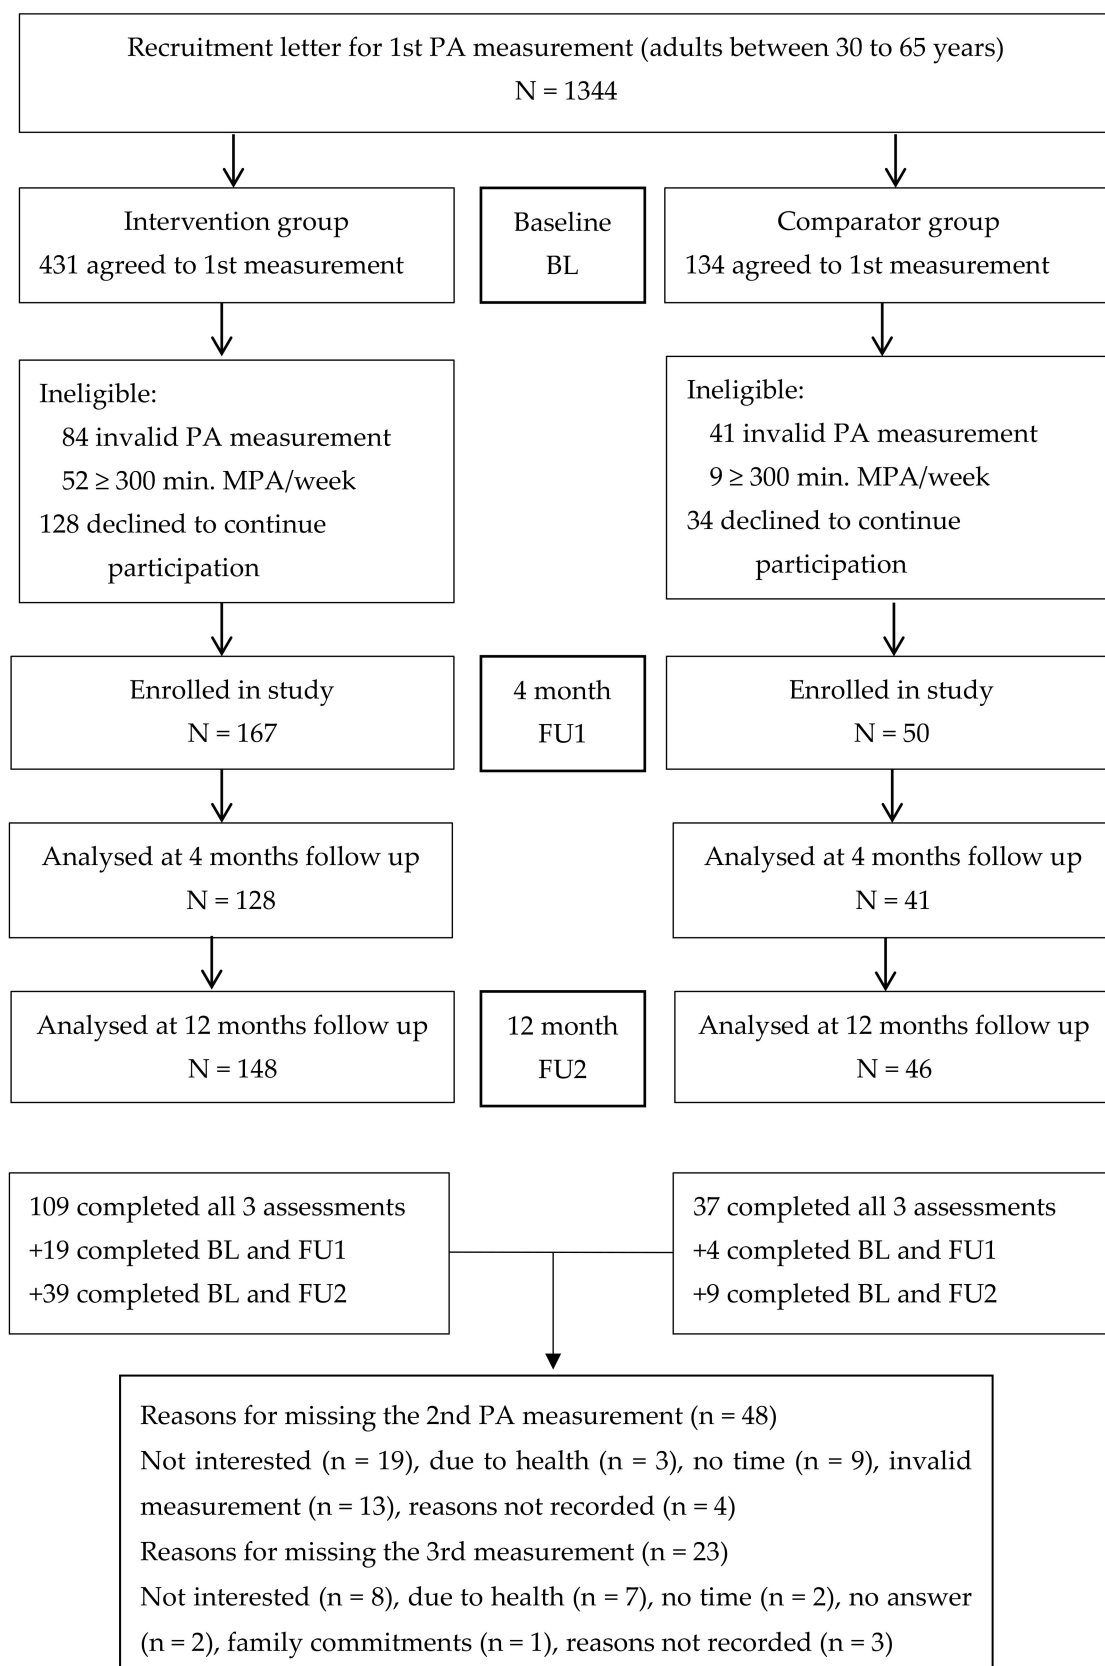 Recruitment letter for 1st PA measurement (adults between 30 to 65 years)
N = 1344
Intervention group
431 agreed to 1st measurement
Baseline
BL
Comparator group
134 agreed to 1st measurement
Ineligible:
84 invalid PA measurement
52 ≥ 300 min. MPA/week
128 declined to continue
participation
Ineligible:
41 invalid PA measurement
9 ≥ 300 min. MPA/week
34 declined to continue
participation
Enrolled in study
N = 167
4 month
FU1
Enrolled in study
N = 50
Analysed at 4 months follow up
N = 128
Analysed at 4 months follow up
N = 41
Analysed at 12 months follow up
N = 148
12 month
FU2
Analysed at 12 months follow up
N = 46
109 completed all 3 assessments
+19 completed BL and FU1
+39 completed BL and FU2
37 completed all 3 assessments
+4 completed BL and FU1
+9 completed BL and FU2
Reasons for missing the 2nd PA measurement (n = 48)
Not interested (n = 19), due to health (n = 3), no time (n = 9), invalid
measurement (n = 13), reasons not recorded (n = 4)
Reasons for missing the 3rd measurement (n = 23)
Not interested (n = 8), due to health (n = 7), no time (n = 2), no answer
(n = 2), family commitments (n = 1), reasons not recorded (n = 3)